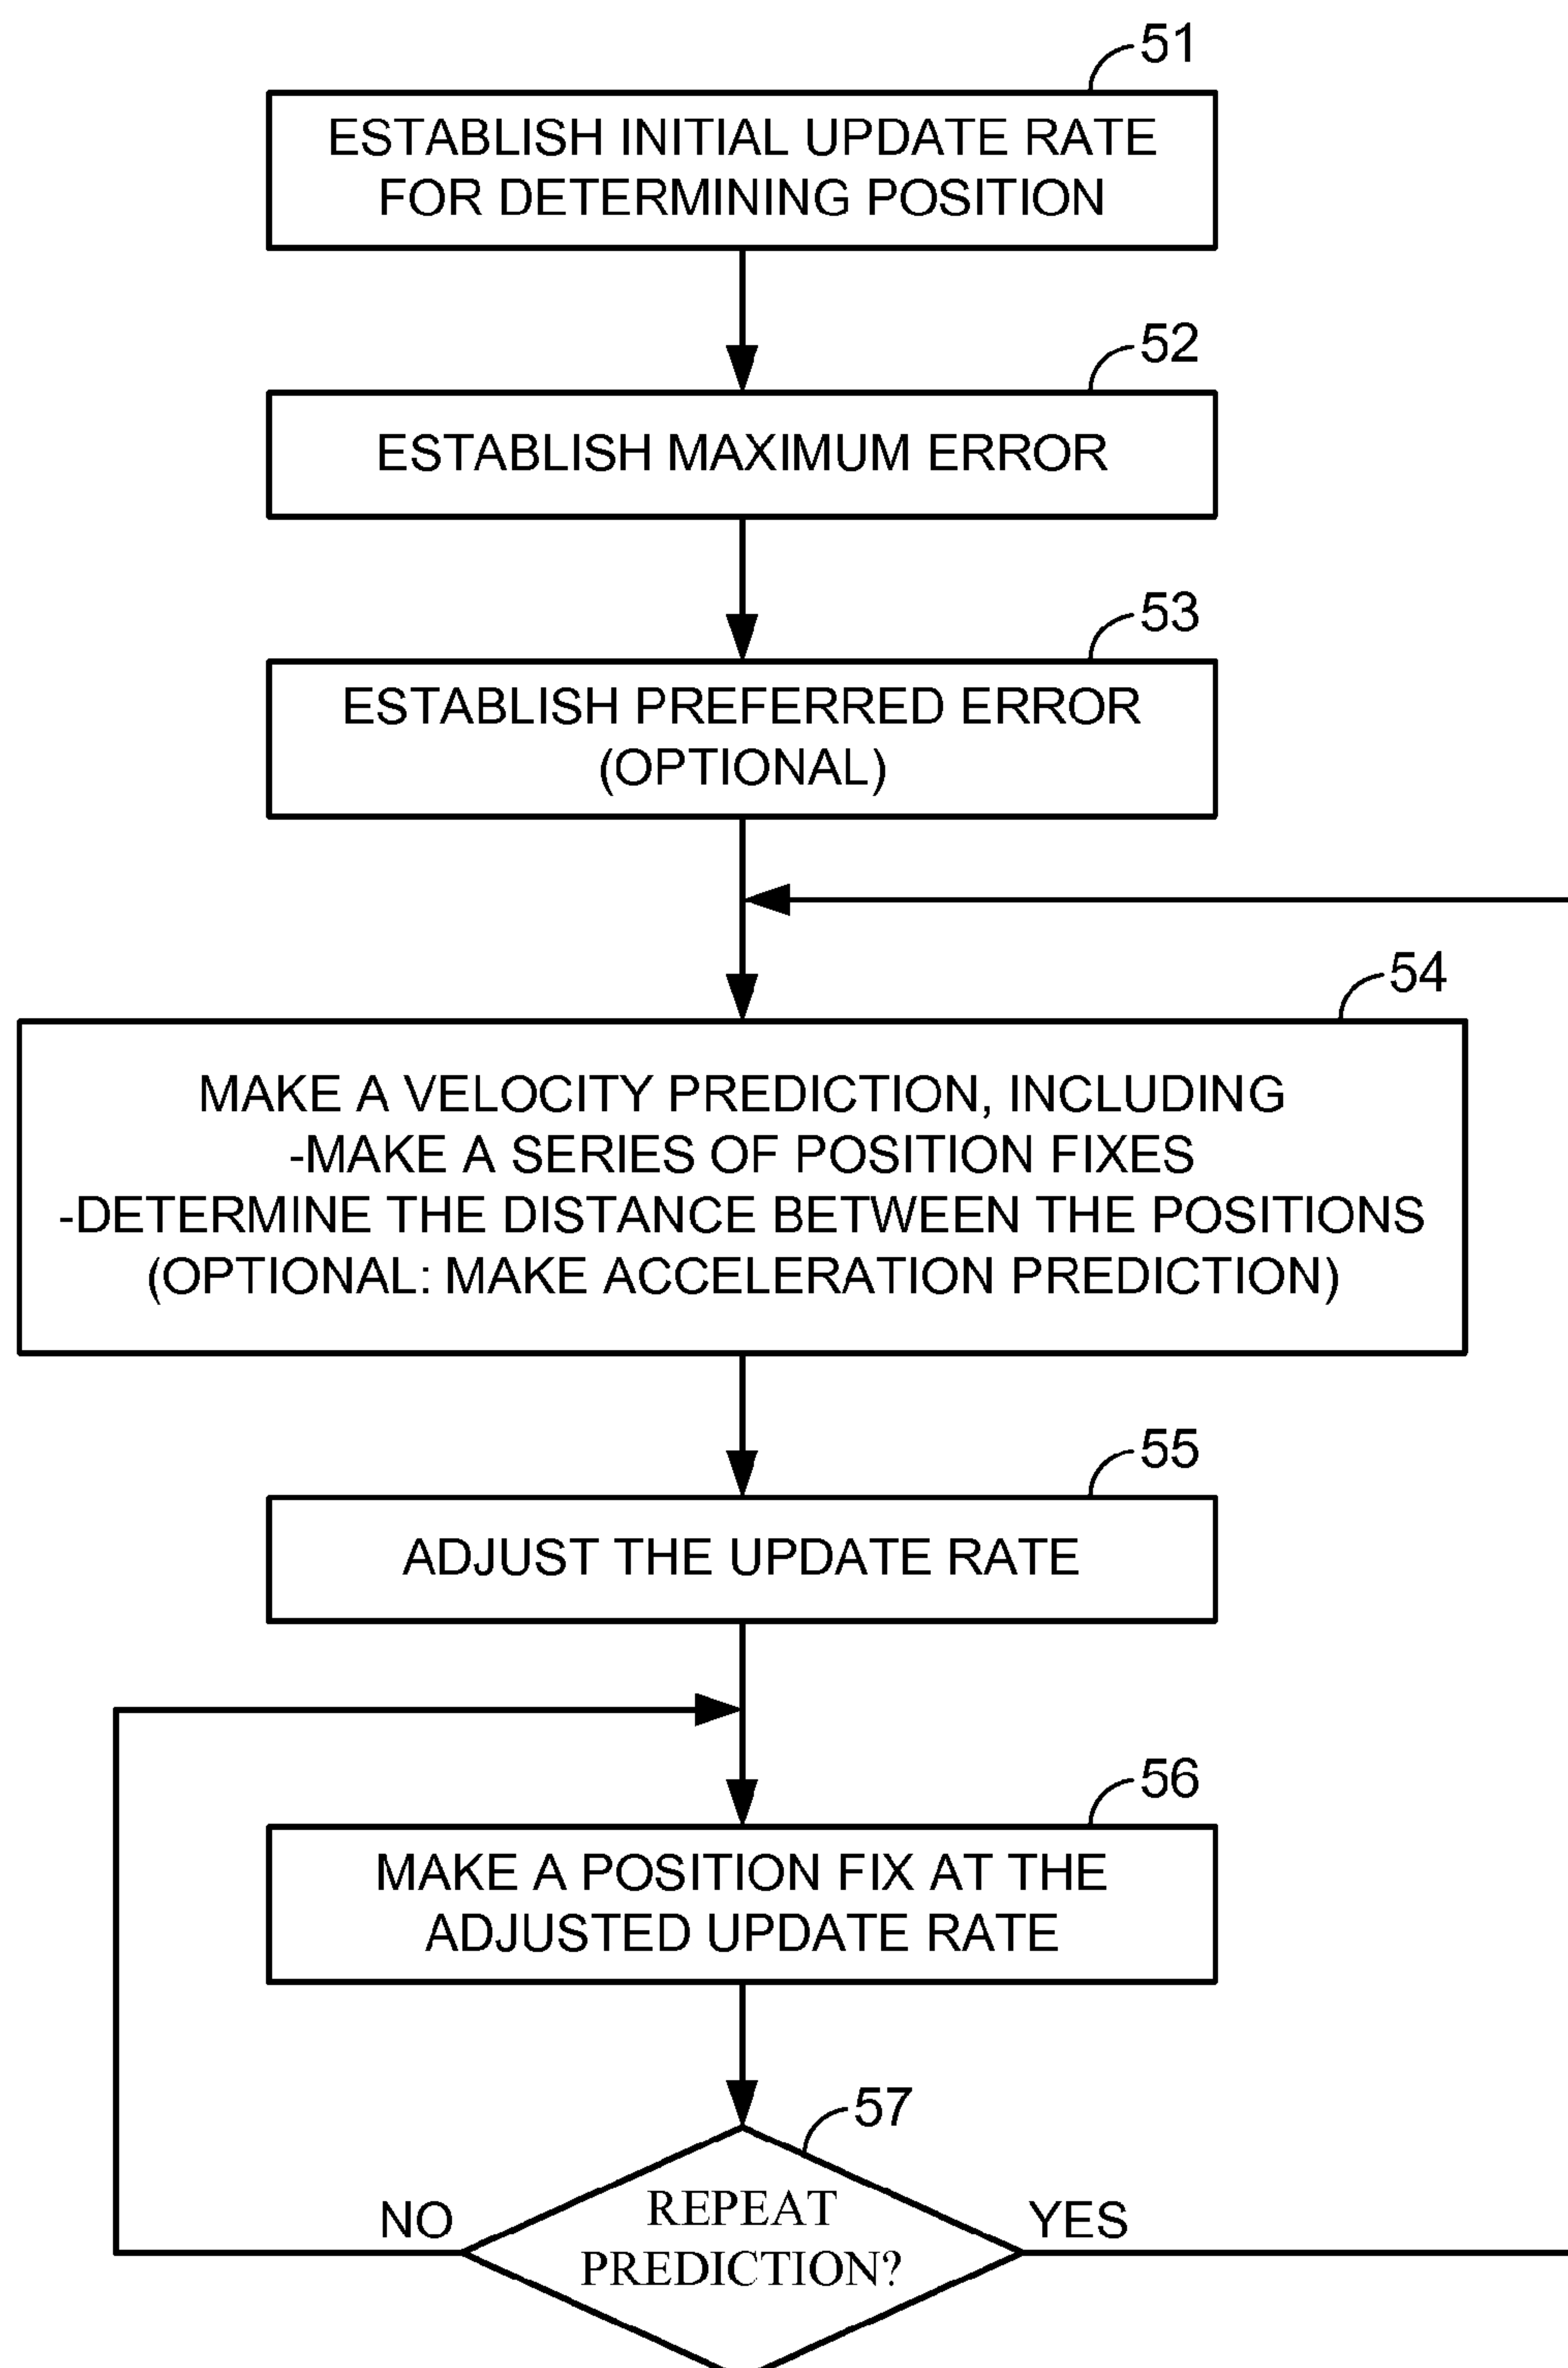 51
ESTABLISH INITIAL UPDATE RATE
FOR DETERMINING POSITION
52
ESTABLISH MAXIMUM ERROR
53
ESTABLISH PREFERRED ERROR
(OPTIONAL)
54
MAKE A VELOCITY PREDICTION, INCLUDING
-MAKE A SERIES OF POSITION FIXES
-DETERMINE THE DISTANCE BETWEEN THE POSITIONS
(OPTIONAL: MAKE ACCELERATION PREDICTION)
55
ADJUST THE UPDATE RATE
56
MAKE A POSITION FIX AT THE
ADJUSTED UPDATE RATE
57
NO
REPEAT
PREDICTION?
YES